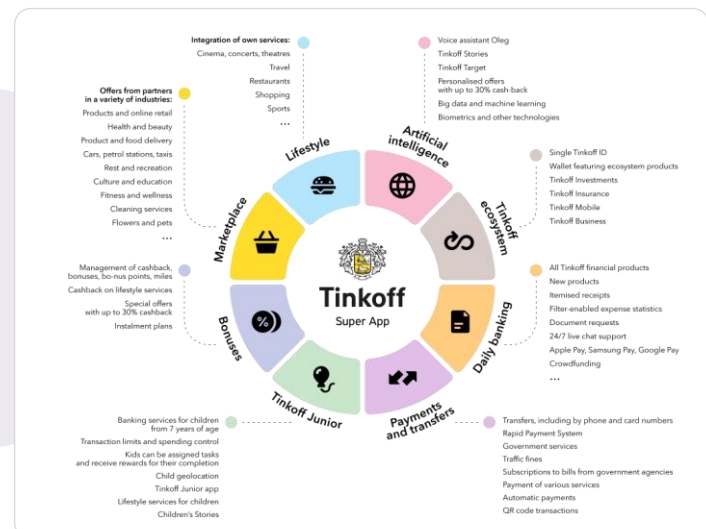 Integration of own services:
Cinema, concerts, theatres
Travel
Restaurants
Shopping
Sports
...
Voice assistant Oleg
Tinkoff Stories
Tinkoff Target
Personalised offers
with up to 30% cash-back
Big data and machine learning
Biometrics and other technologies
Offers from partners
in a variety of industries:
Products and online retail
Health and beauty
Product and food delivery
Cars, petrol stations, taxis
Rest and recreation
Culture and education
Fitness and wellness
Cleaning services
Flowers and pets
...
Lifestyle
Artificial
intelligence
Single Tinkoff ID
Wallet featuring ecosystem products
Tinkoff Investments
Tinkoff Insurance
Tinkoff Mobile
Tinkoff Business
Marketplace
Tinkoff
ecosystem
Tinkoff
Super App
Management of cashback,
bonuses, bo-nus points, miles
Cashback on lifestyle services
Special offers
with up to 30% cashback
Instalment plans
Bonuses
%
Daily banking
All Tinkoff financial products
New products
Itemised receipts
Filter-enabled expense statistics
Document requests
24/7 live chat support
Apple Pay, Samsung Pay, Google Pay
Crowdfunding
...
Tinkoff Junior
Payments
and transfers
Banking services for children
from 7 years of age
Transaction limits and spending control
Kids can be assigned tasks
and receive rewards for their completion
Child geolocation
Tinkoff Junior app
Lifestyle services for children
Children's Stories
Transfers, including by phone and card numbers
Rapid Payment System
Government services
Traffic fines
Subscriptions to bills from government agencies
Payment of various services
Automatic payments
QR code transactions